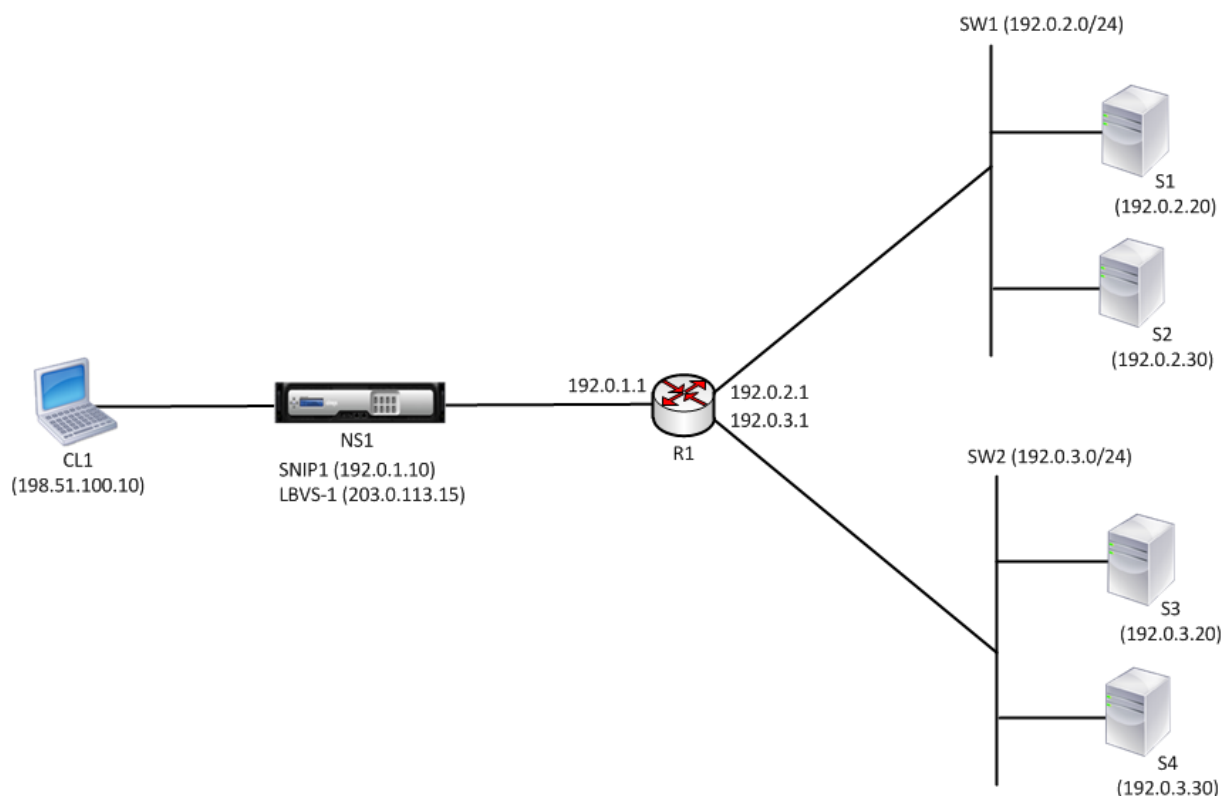 SW1 (192.0.2.0/24)
S1
(192.0.2.20)
S2
(192.0.2.30)
CL1
(198.51.100.10)
NS1
SNIP1 (192.0.1.10)
LBVS-1 (203.0.113.15)
192.0.1.1
192.0.2.1
192.0.3.1
R1
SW2 (192.0.3.0/24)
S3
(192.0.3.20)
S4
(192.0.3.30)